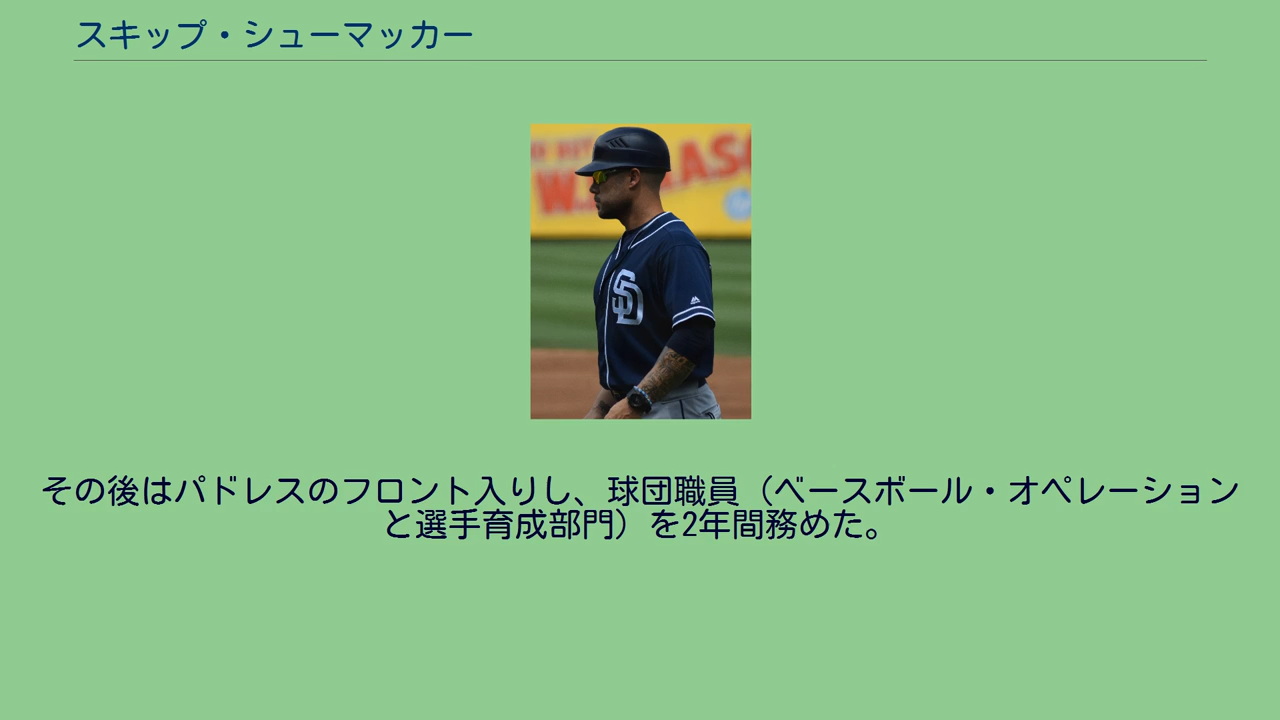 スキップ・シューマッカー
その後はパドレスのフロント入りし、球団職員（ベースボール・オペレーション
と選手育成部門）を2年間務めた。
SD